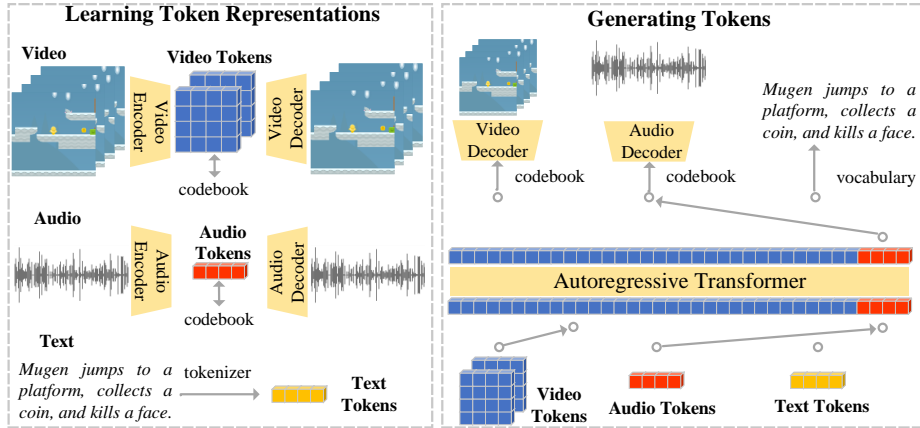 Learning Token Representations
Video
Video Encoder
Video Tokens
Video Decoder
codebook
Audio
Audio Encoder
Audio
Tokens
Audio Decoder
codebook
Text
Mugen jumps to a
platform, collects a
coin, and kills a face.
tokenizer
Text
Tokens
Generating Tokens
Video
Decoder
Audio
Decoder
Mugen jumps to a
platform, collects a
coin, and kills a face.
codebook
codebook
vocabulary
Autoregressive Transformer
Video
Tokens
Audio Tokens
Text Tokens